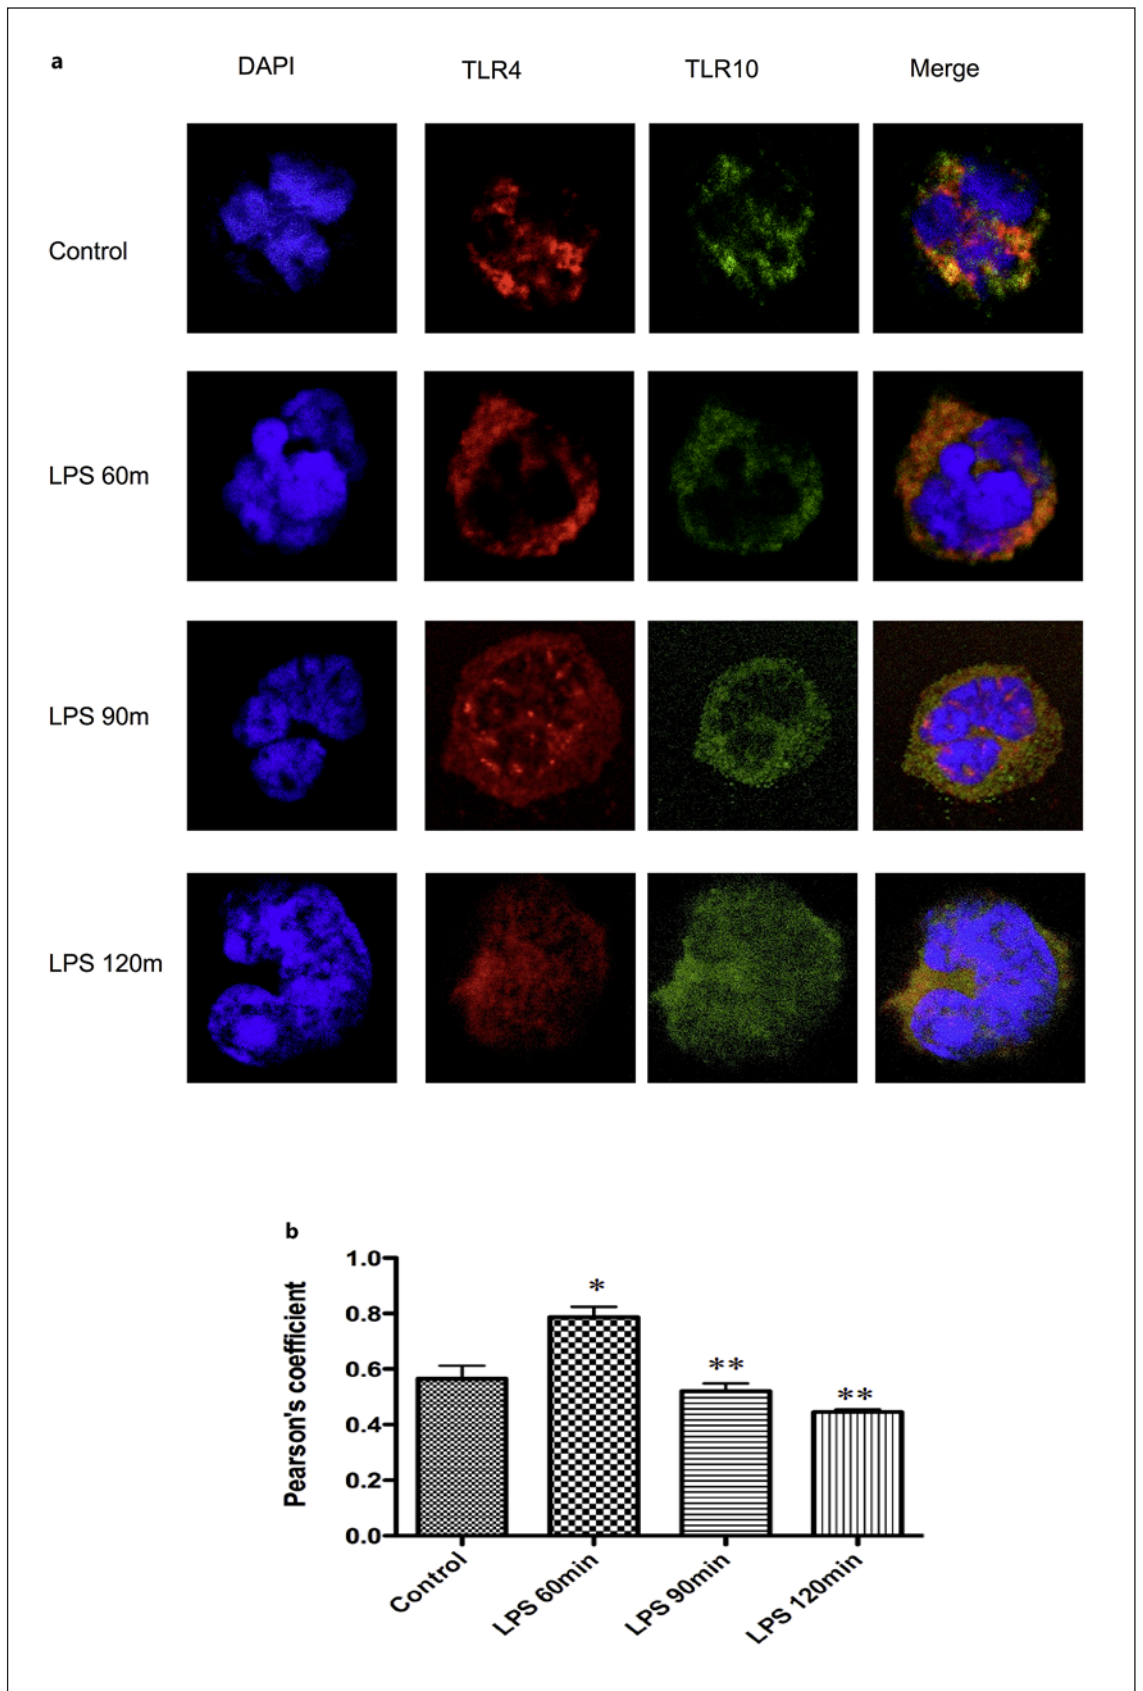 a
DAPI TLR4 TLR10 Merge
Control
LPS 60m
LPS 90m
LPS 120m
b
Pearson's coefficient
1.0
0.8
0.6
0.4
0.2
0.0
*
**
**
Control LPS 60min LPS 90min LPS 120min